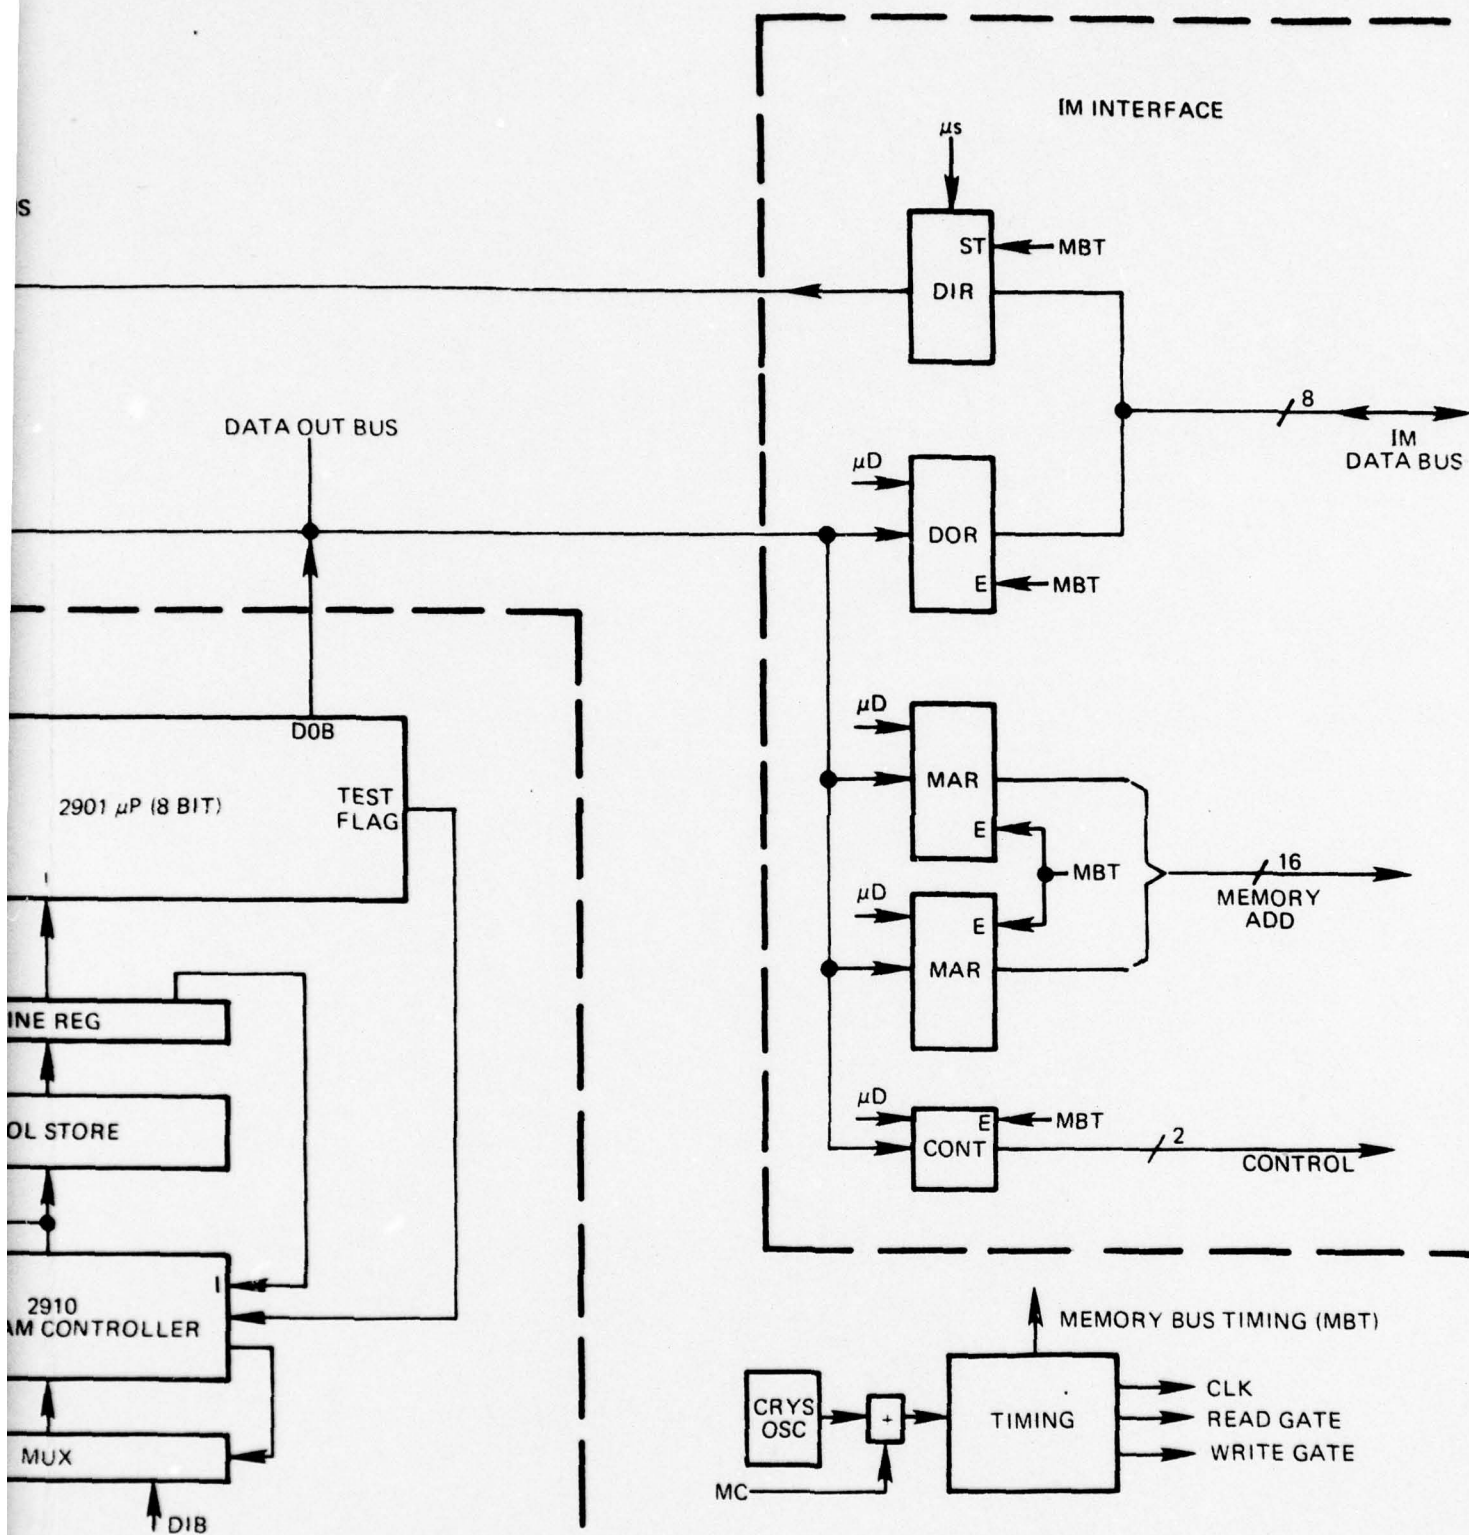 IM INTERFACE
μs
S
ST
MBT
DIR
8
IM
DATA BUS
DATA OUT BUS
μD
DOR
E
MBT
DOB
2901 μP (8 BIT)
TEST
FLAG
I
μD
MAR
E
MBT
16
MEMORY
ADD
μD
E
MAR
INE REG
OL STORE
μD
E
MBT
CONT
2
CONTROL
I
2910
AM CONTROLLER
MUX
DIB
MEMORY BUS TIMING (MBT)
CRYS
OSC
+
TIMING
CLK
READ GATE
WRITE GATE
MC